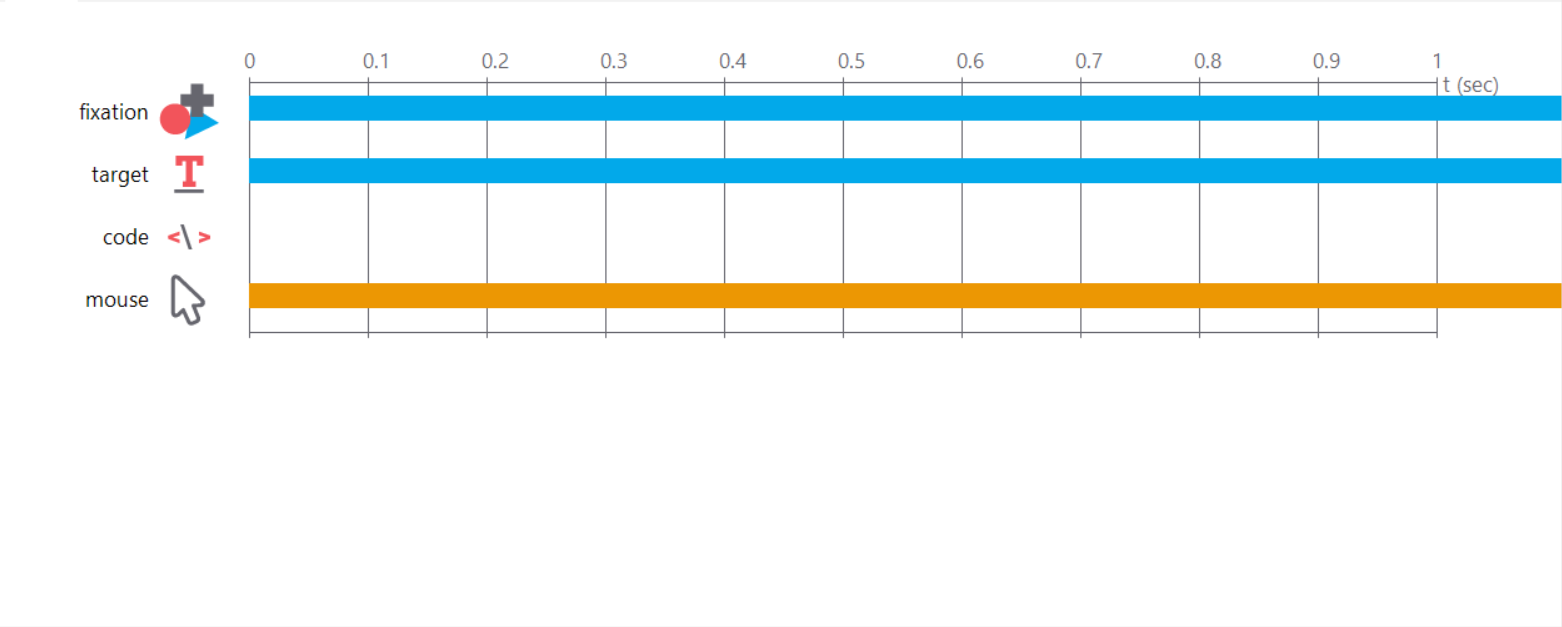 0 0.1 0.2 0.3 0.4 0.5 0.6 0.7 0.8 0.9 1
t (sec)
fixation
target
T
code </\>
mouse